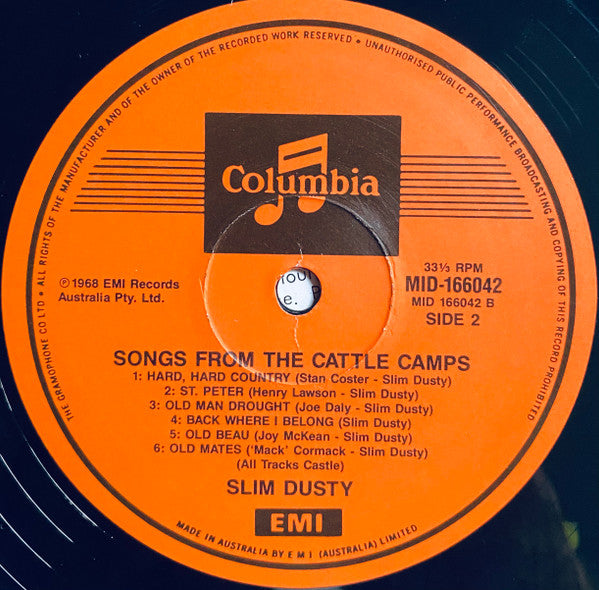 THE GRAMOPHONE CO LTD • ALL RIGHTS OF THE MANUFACTURER AND OF THE OWNER OF THE RECORDED WORK RESERVED • UNAUTHORISED PUBLIC PERFORMANCE BROADCASTING AND COPYING OF THIS RECORD PROHIBITED
Columbia
℗1968 EMI Records
Australia Pty. Ltd.
33⅓ RPM
MID-166042
MID 166042 B
SIDE 2
SONGS FROM THE CATTLE CAMPS
1: HARD, HARD COUNTRY (Stan Coster - Slim Dusty)
2: ST. PETER (Henry Lawson - Slim Dusty)
3: OLD MAN DROUGHT (Joe Daly - Slim Dusty)
4: BACK WHERE I BELONG (Slim Dusty)
5: OLD BEAU (Joy McKean - Slim Dusty)
6: OLD MATES (‘Mack’ Cormack - Slim Dusty)
(All Tracks Castle)
SLIM DUSTY
EMI
MADE IN AUSTRALIA BY E M I (AUSTRALIA) LIMITED